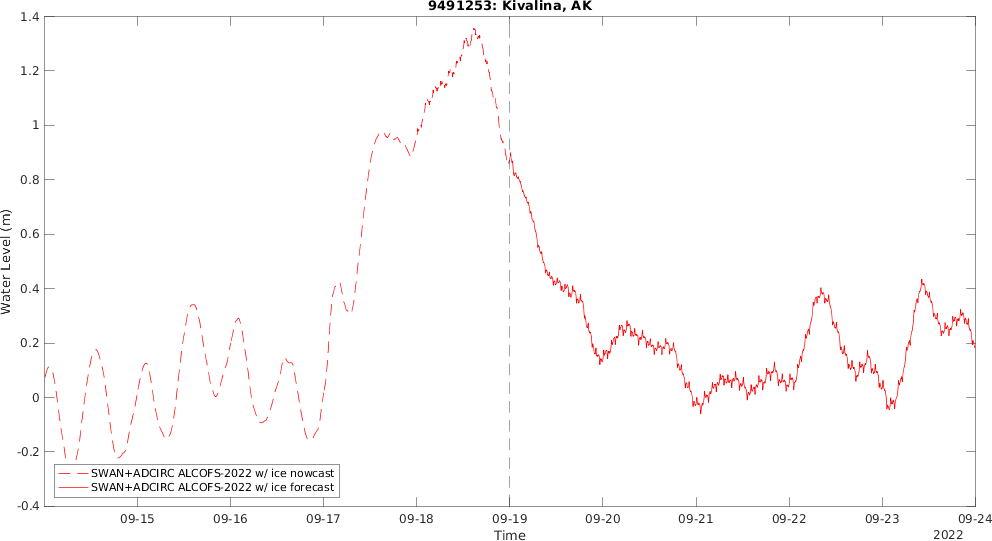 9491253: Kivalina, AK
1.4
1.2
1
0.8
0.6
0.4
0.2
0
-0.2
-0.4
Water Level (m)
SWAN+ADCIRC ALCOFS-2022 w/ ice nowcast
SWAN+ADCIRC ALCOFS-2022 w/ ice forecast
09-15 09-16 09-17 09-18 09-19 09-20 09-21 09-22 09-23 09-24
Time
2022